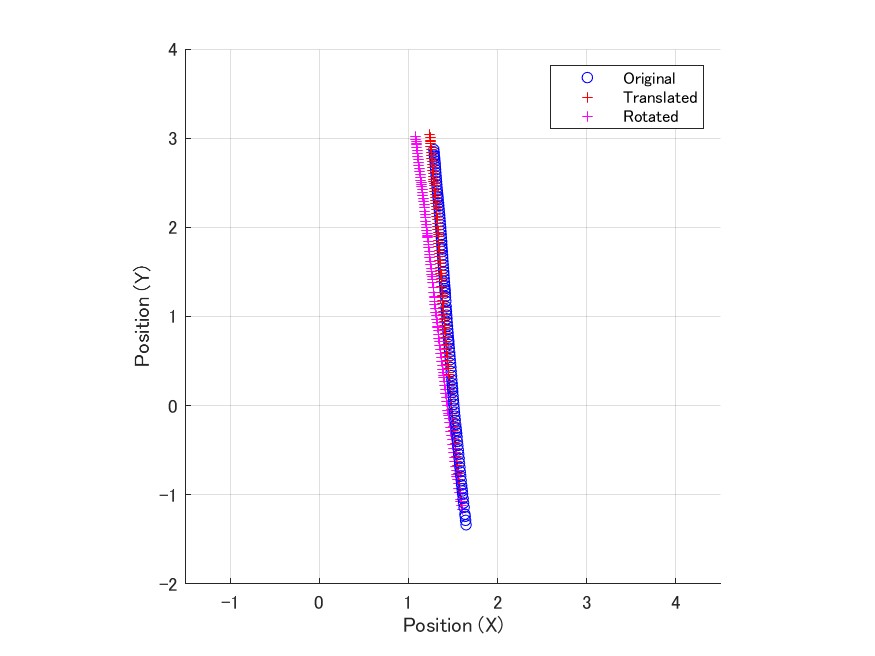 4
3
2
1
0
-1
-2
-1
0
1
2
3
4
Position (X)
Position (Y)
Original
Translated
Rotated